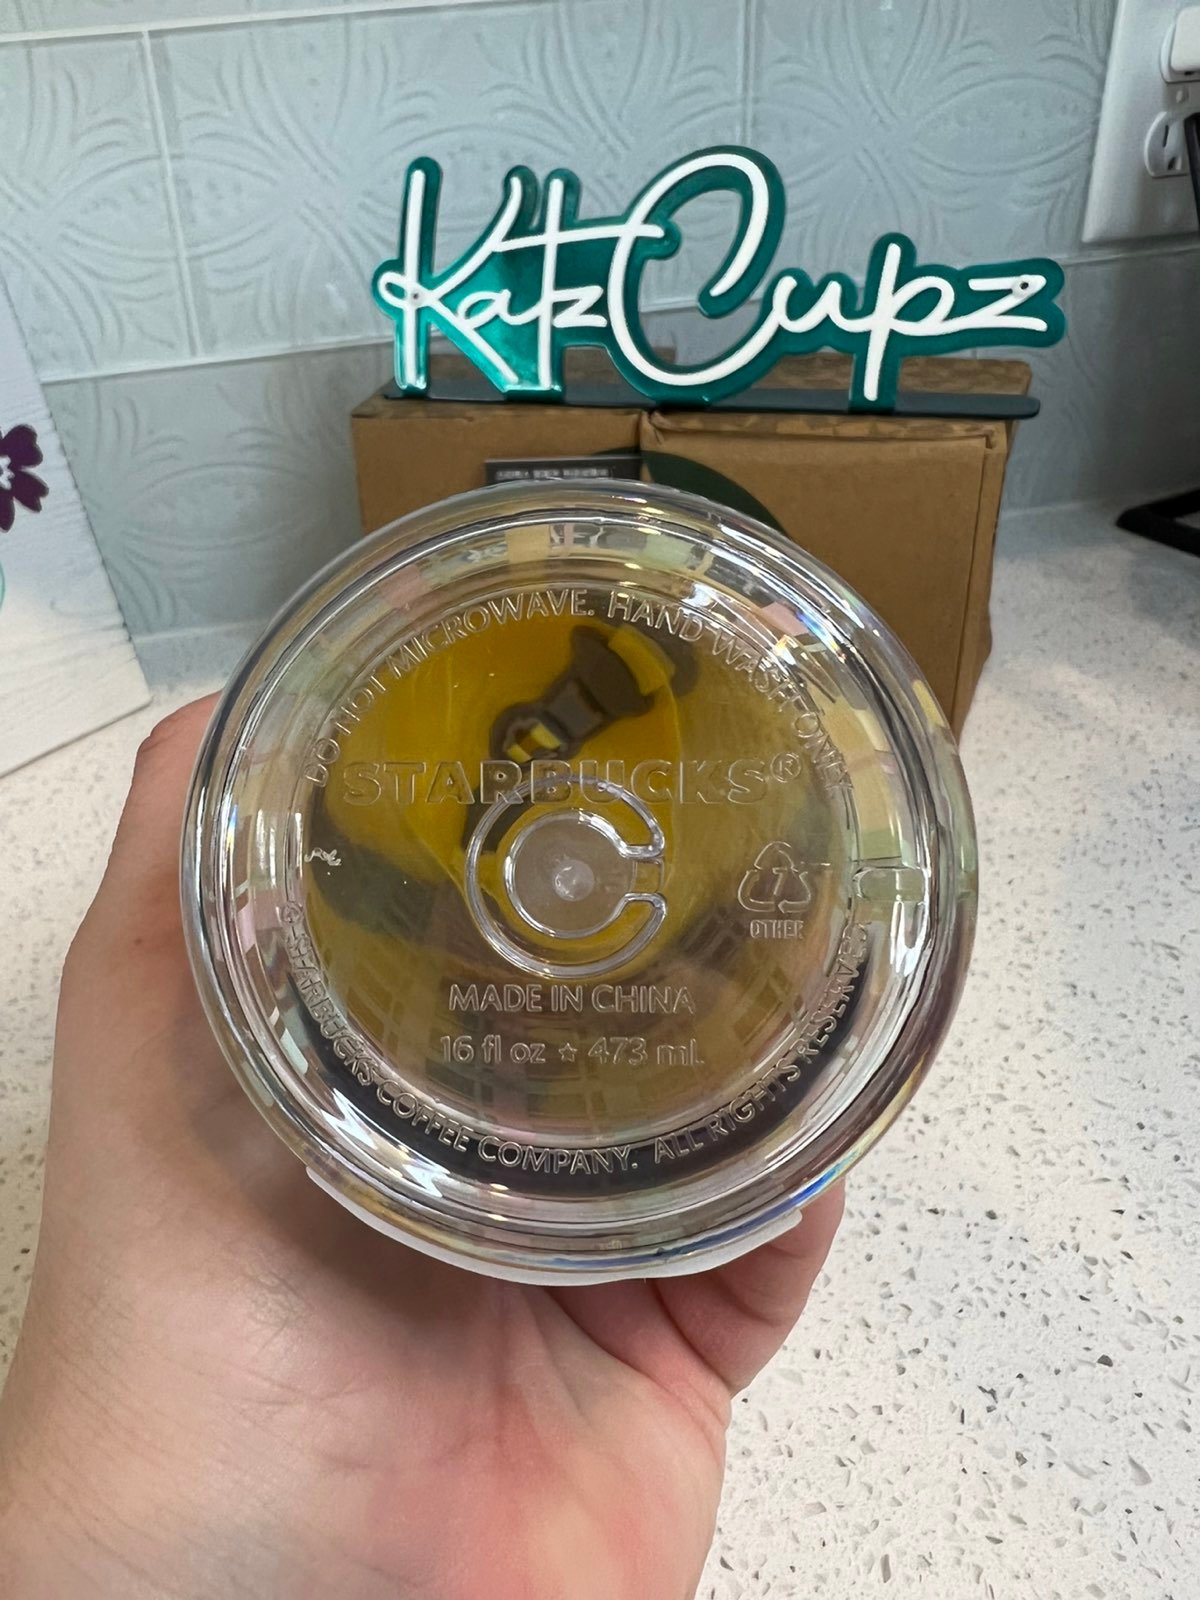 KatzCupz
DO NOT MICROWAVE. HAND WASH ONLY
STARBUCKS®
7
OTHER
MADE IN CHINA
16 fl oz ★ 473 mL
© STARBUCKS COFFEE COMPANY. ALL RIGHTS RESERVED